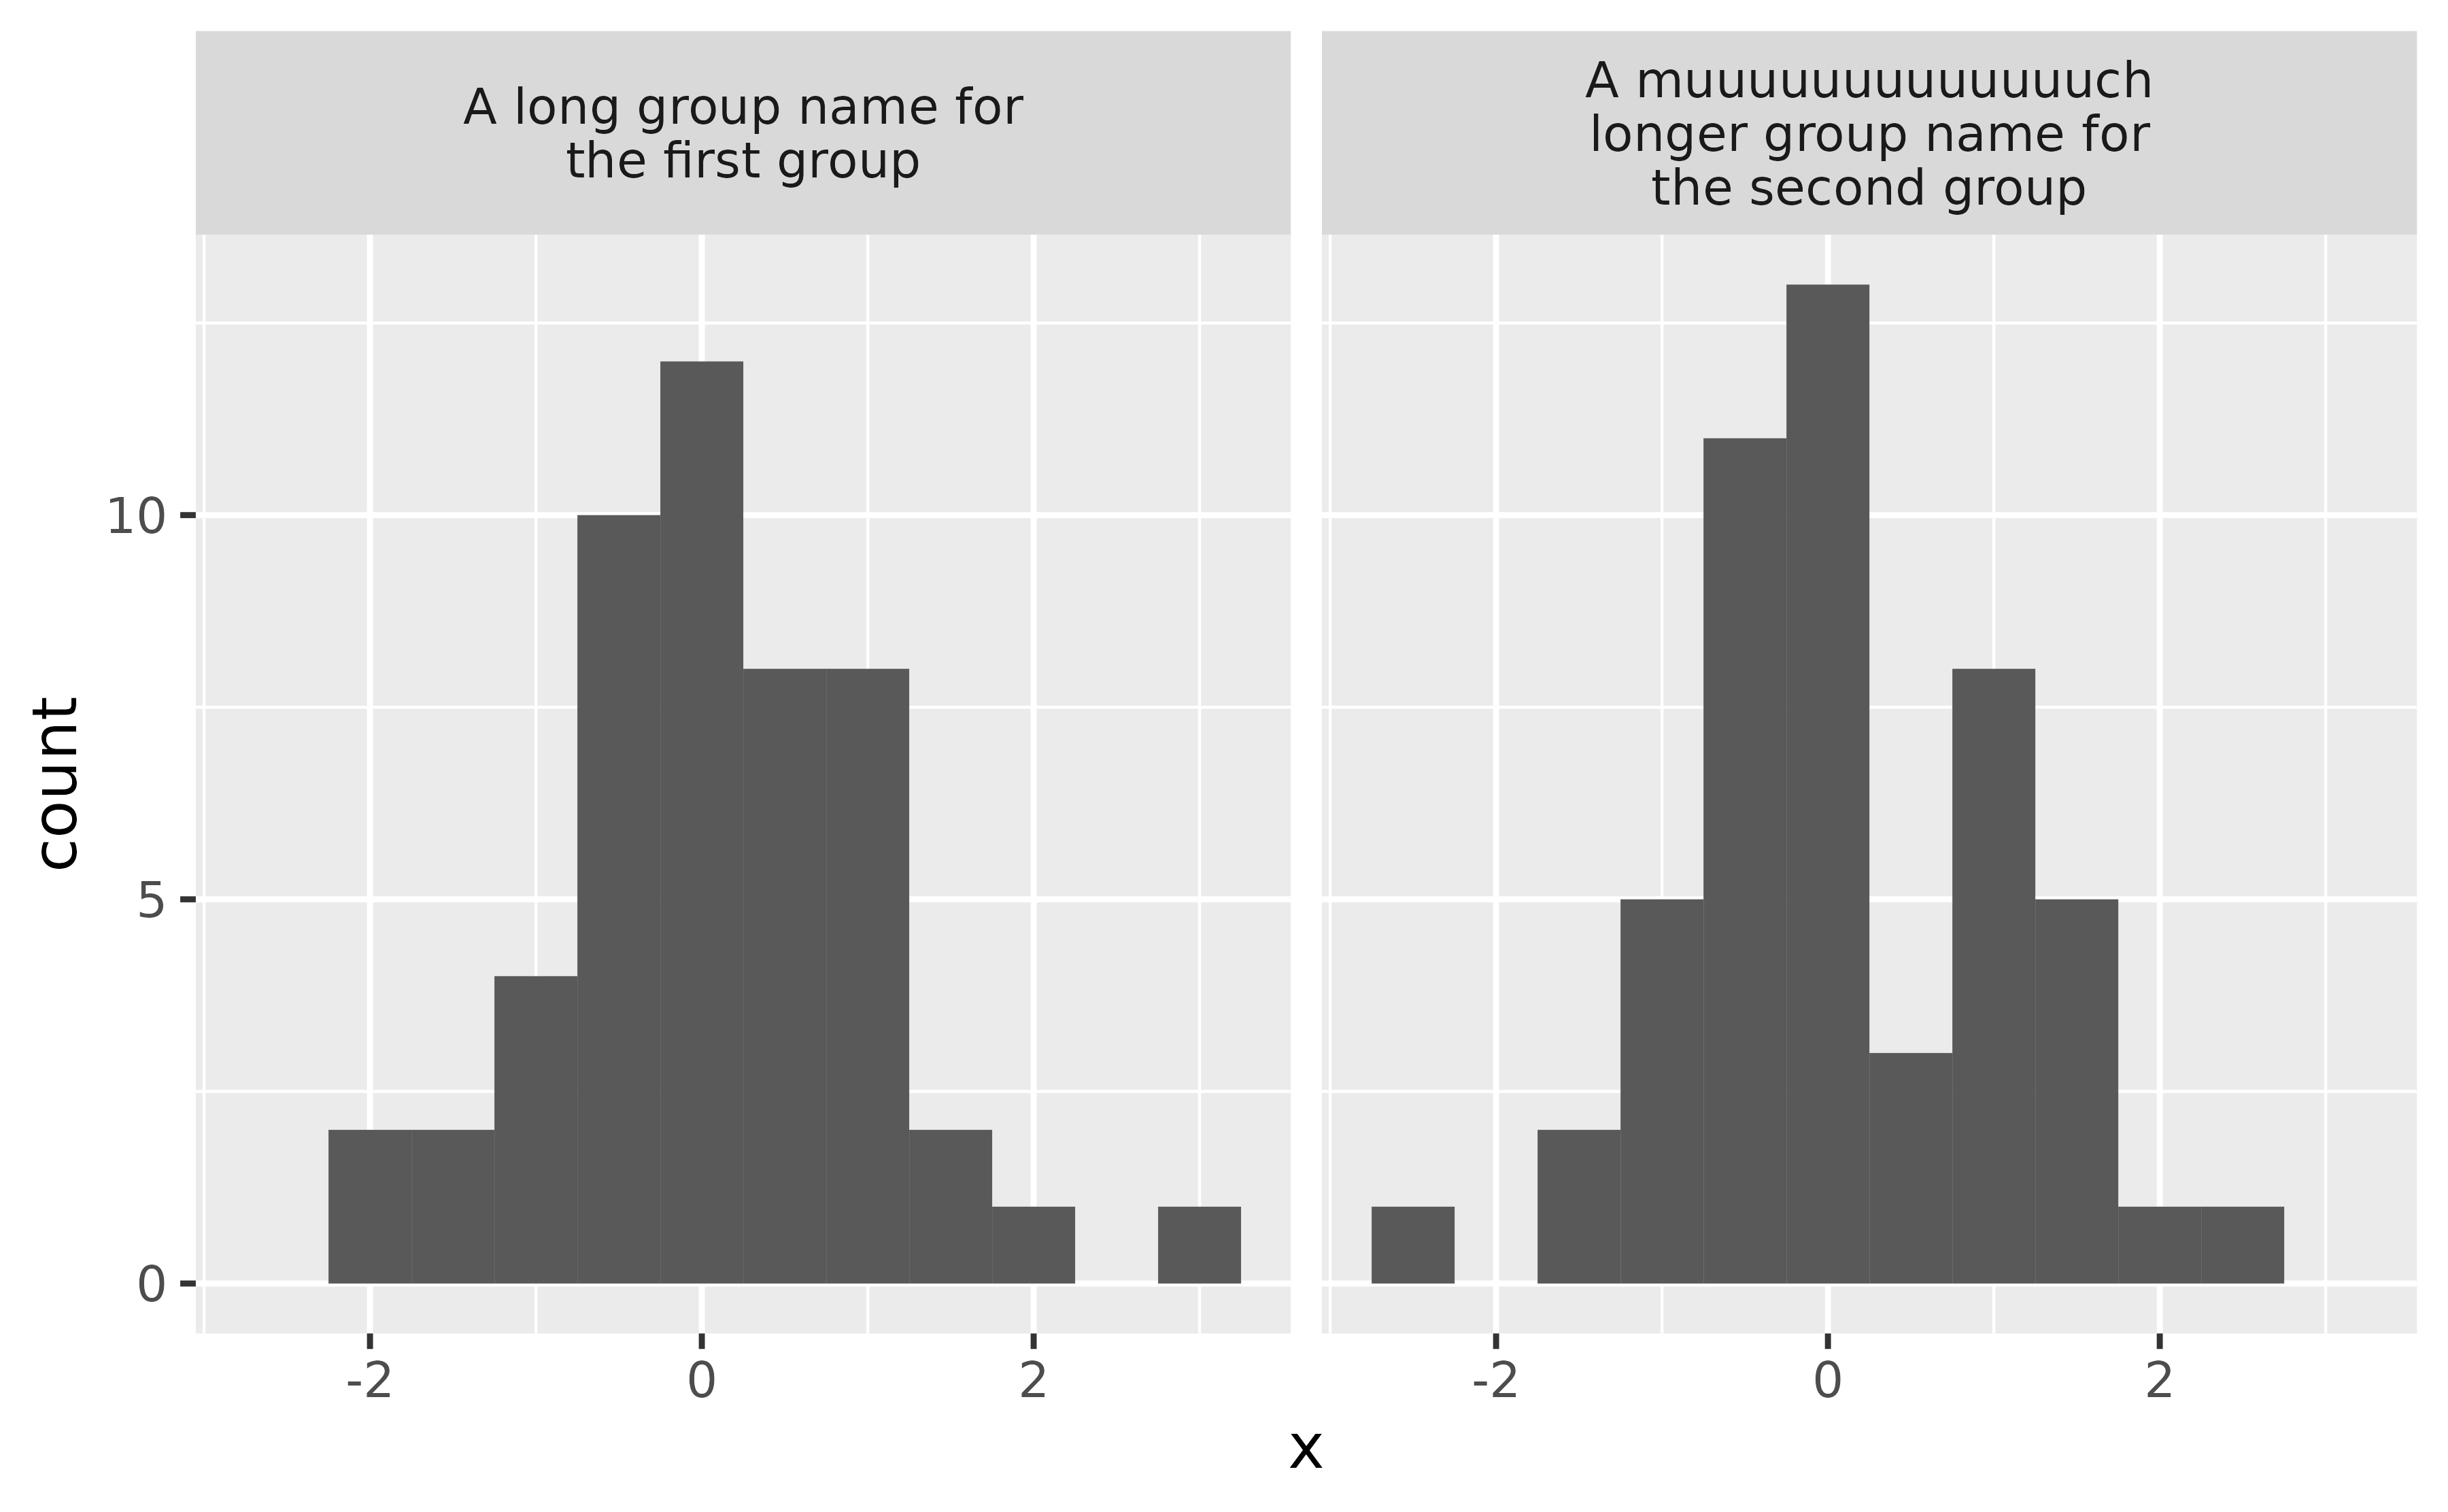 A long group name for
the first group
A muuuuuuuuuuuuuuch
longer group name for
the second group
count
10
5
0
-2 0 2
-2 0 2
x